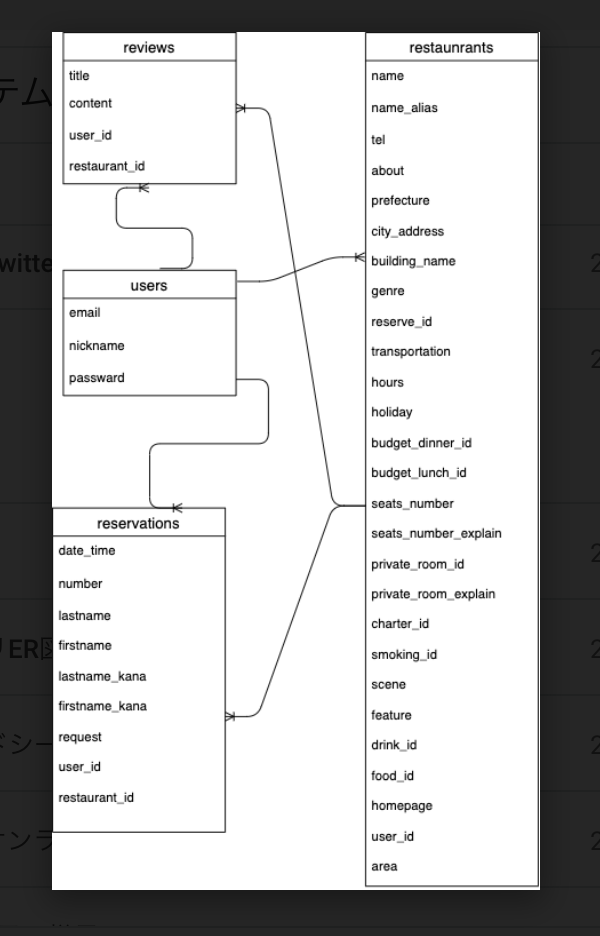 reviews
title
content
user_id
restaurant_id
users
email
nickname
passward
reservations
date_time
number
lastname
firstname
lastname_kana
firstname_kana
request
user_id
restaurant_id
restaunrants
name
name_alias
tel
about
prefecture
city_address
building_name
genre
reserve_id
transportation
hours
holiday
budget_dinner_id
budget_lunch_id
seats_number
seats_number_explain
private_room_id
private_room_explain
charter_id
smoking_id
scene
feature
drink_id
food_id
homepage
user_id
area
テム
witte
ER図
ドシー
オンラ
2
2
2
2
2
2